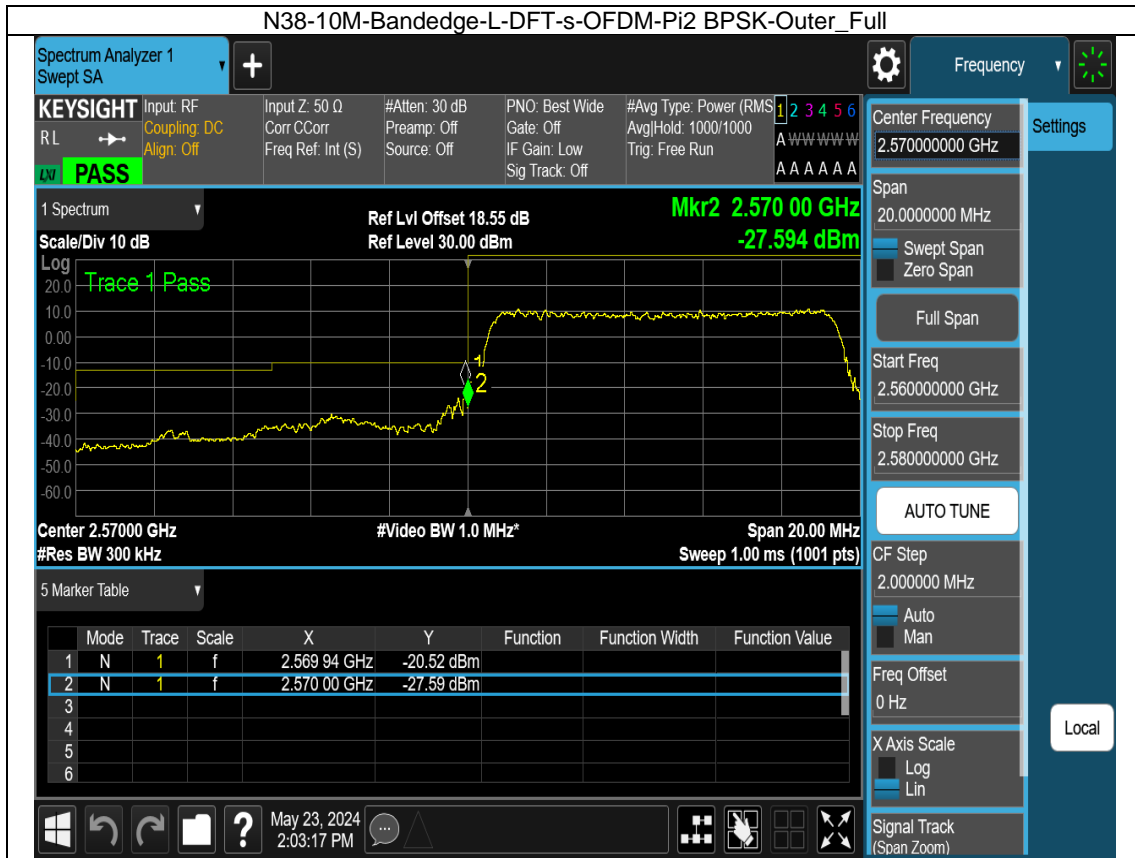 N38-10M-Bandedge-L-DFT-s-OFDM-Pi2 BPSK-Outer_Full
Spectrum Analyzer 1
Swept SA
+
Frequency
KEYSIGHT
RL
LXI
PASS
Input: RF
Coupling: DC
Align: Off
Input Z: 50 Ω
Corr CCorr
Freq Ref: Int (S)
#Atten: 30 dB
Preamp: Off
Source: Off
PNO: Best Wide
Gate: Off
IF Gain: Low
Sig Track: Off
#Avg Type: Power (RMS
Avg|Hold: 1000/1000
Trig: Free Run
1 2 3 4 5 6
A W W W W W
A A A A A A
1 Spectrum
Scale/Div 10 dB
Ref Lvl Offset 18.55 dB
Ref Level 30.00 dBm
Mkr2 2.570 00 GHz
-27.594 dBm
Log
Trace 1 Pass
20.0
10.0
0.00
-10.0
-20.0
-30.0
-40.0
-50.0
-60.0
1
2
Center 2.57000 GHz
#Video BW 1.0 MHz*
Span 20.00 MHz
#Res BW 300 kHz
Sweep 1.00 ms (1001 pts)
5 Marker Table
Mode Trace Scale X Y Function Function Width Function Value
1 N 1 f 2.569 94 GHz -20.52 dBm
2 N 1 f 2.570 00 GHz -27.59 dBm
3
4
5
6
?
May 23, 2024
2:03:17 PM
Center Frequency
2.570000000 GHz
Settings
Span
20.0000000 MHz
Swept Span
Zero Span
Full Span
Start Freq
2.560000000 GHz
Stop Freq
2.580000000 GHz
AUTO TUNE
CF Step
2.000000 MHz
Auto
Man
Freq Offset
0 Hz
Local
X Axis Scale
Log
Lin
Signal Track
(Span Zoom)